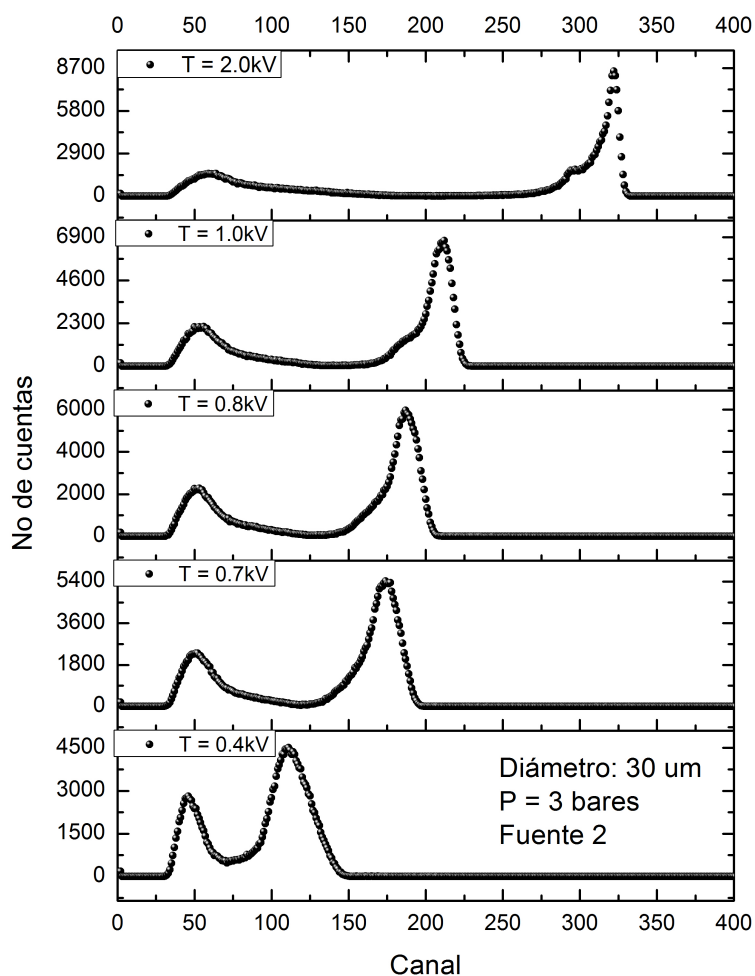 0 50 100 150 200 250 300 350 400
T = 2.0kV
8700
5800
2900
0
T = 1.0kV
6900
4600
2300
0
T = 0.8kV
6000
4000
2000
0
T = 0.7kV
5400
3600
1800
0
T = 0.4kV
4500
3000
1500
0
Diámetro: 30 um
P = 3 bares
Fuente 2
No de cuentas
0 50 100 150 200 250 300 350 400
Canal